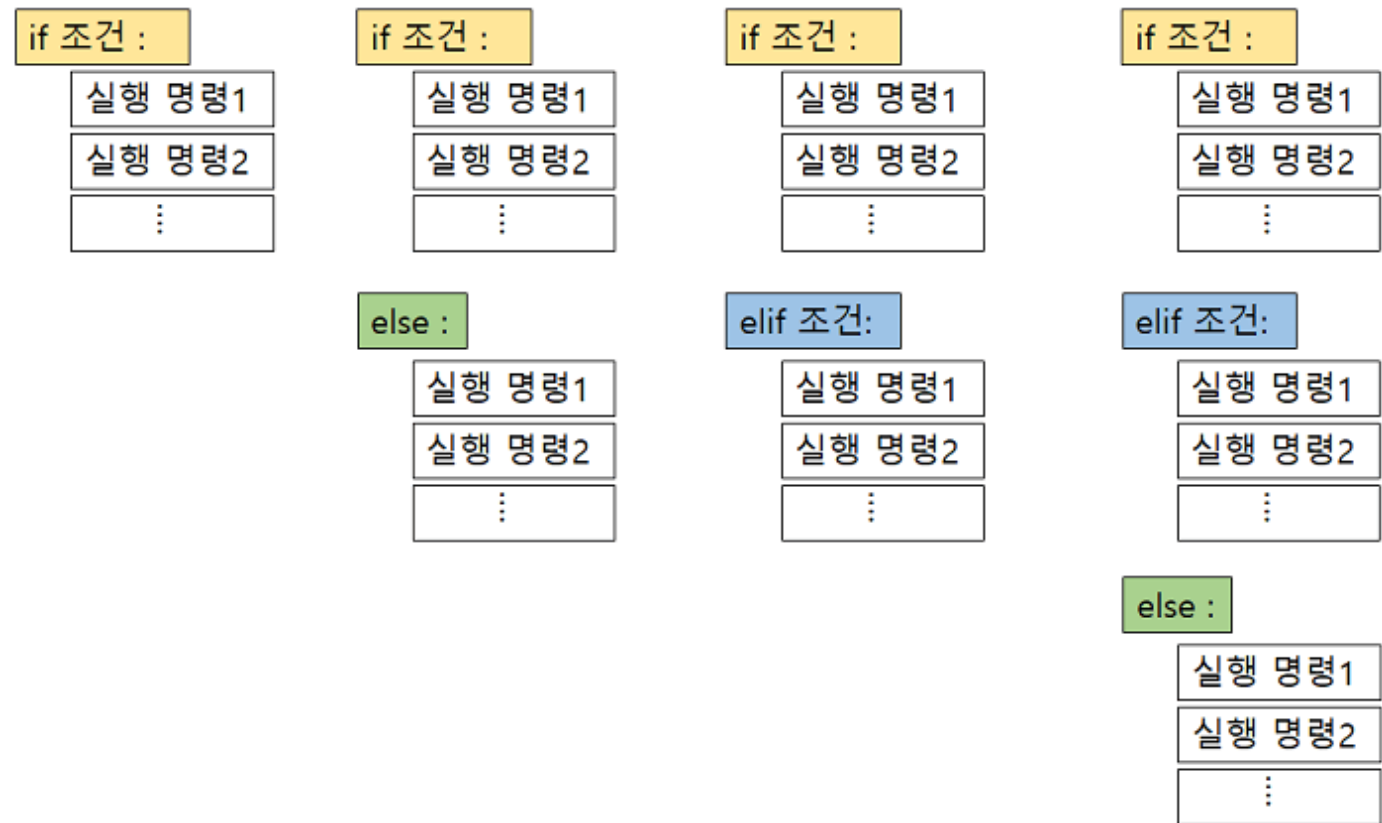 if 조건 :
실행 명령1
실행 명령2
⋮
if 조건 :
실행 명령1
실행 명령2
⋮
else :
실행 명령1
실행 명령2
⋮
if 조건 :
실행 명령1
실행 명령2
⋮
elif 조건:
실행 명령1
실행 명령2
⋮
if 조건 :
실행 명령1
실행 명령2
⋮
elif 조건:
실행 명령1
실행 명령2
⋮
else :
실행 명령1
실행 명령2
⋮